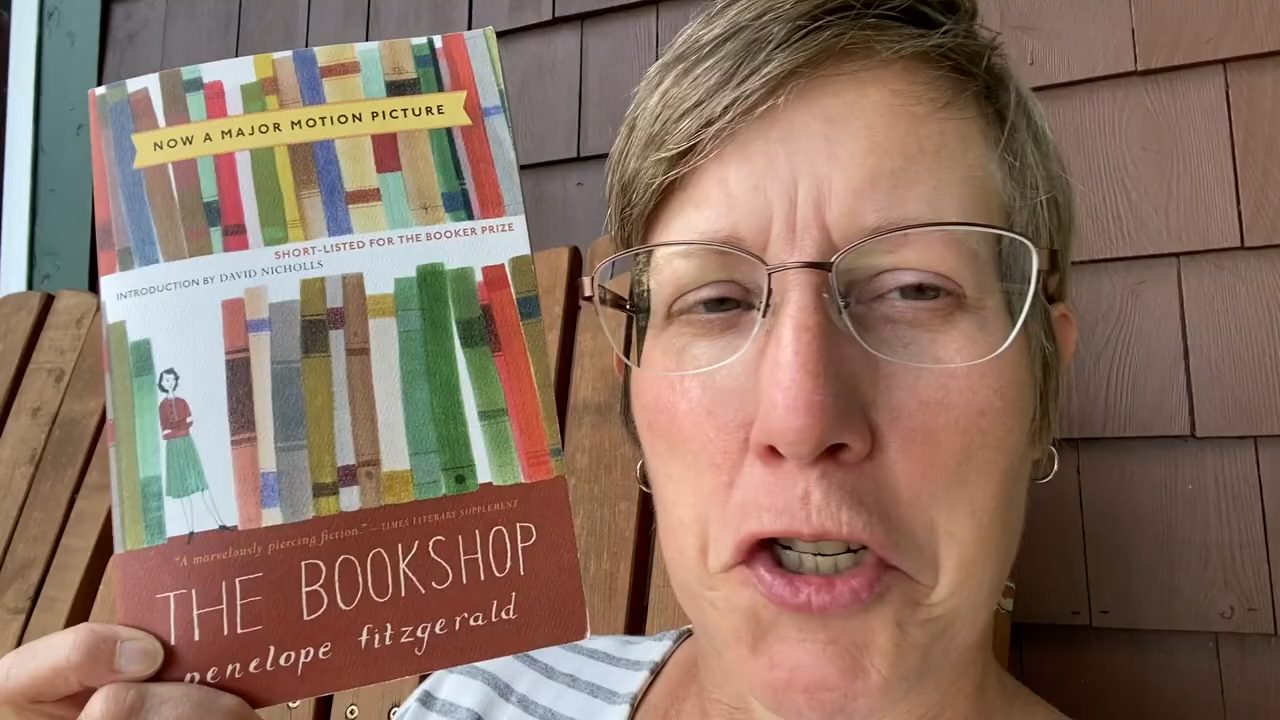 NOW A MAJOR MOTION PICTURE
SHORT-LISTED FOR THE BOOKER PRIZE
INTRODUCTION BY DAVID NICHOLLS
"A marvelously piercing fiction." —TIMES LITERARY SUPPLEMENT
THE BOOKSHOP
penelope fitzgerald